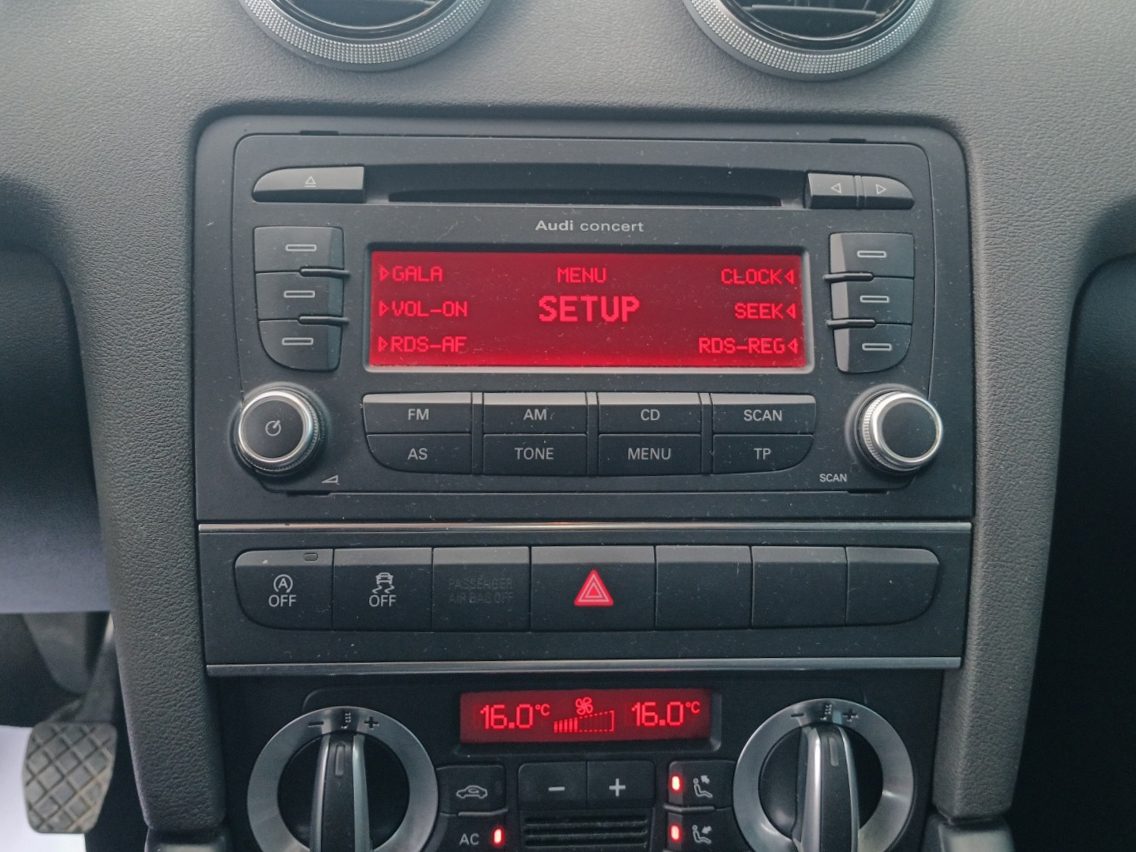 Audi concert
GALA MENU CLOCK
VOL-ON SETUP SEEK
RDS-AF RDS-REG
FM AM CD SCAN
AS TONE MENU TP
SCAN
A OFF
OFF
PASSENGER
AIR BAG OFF
16.0°C 16.0°C
- + - +
- +
AC